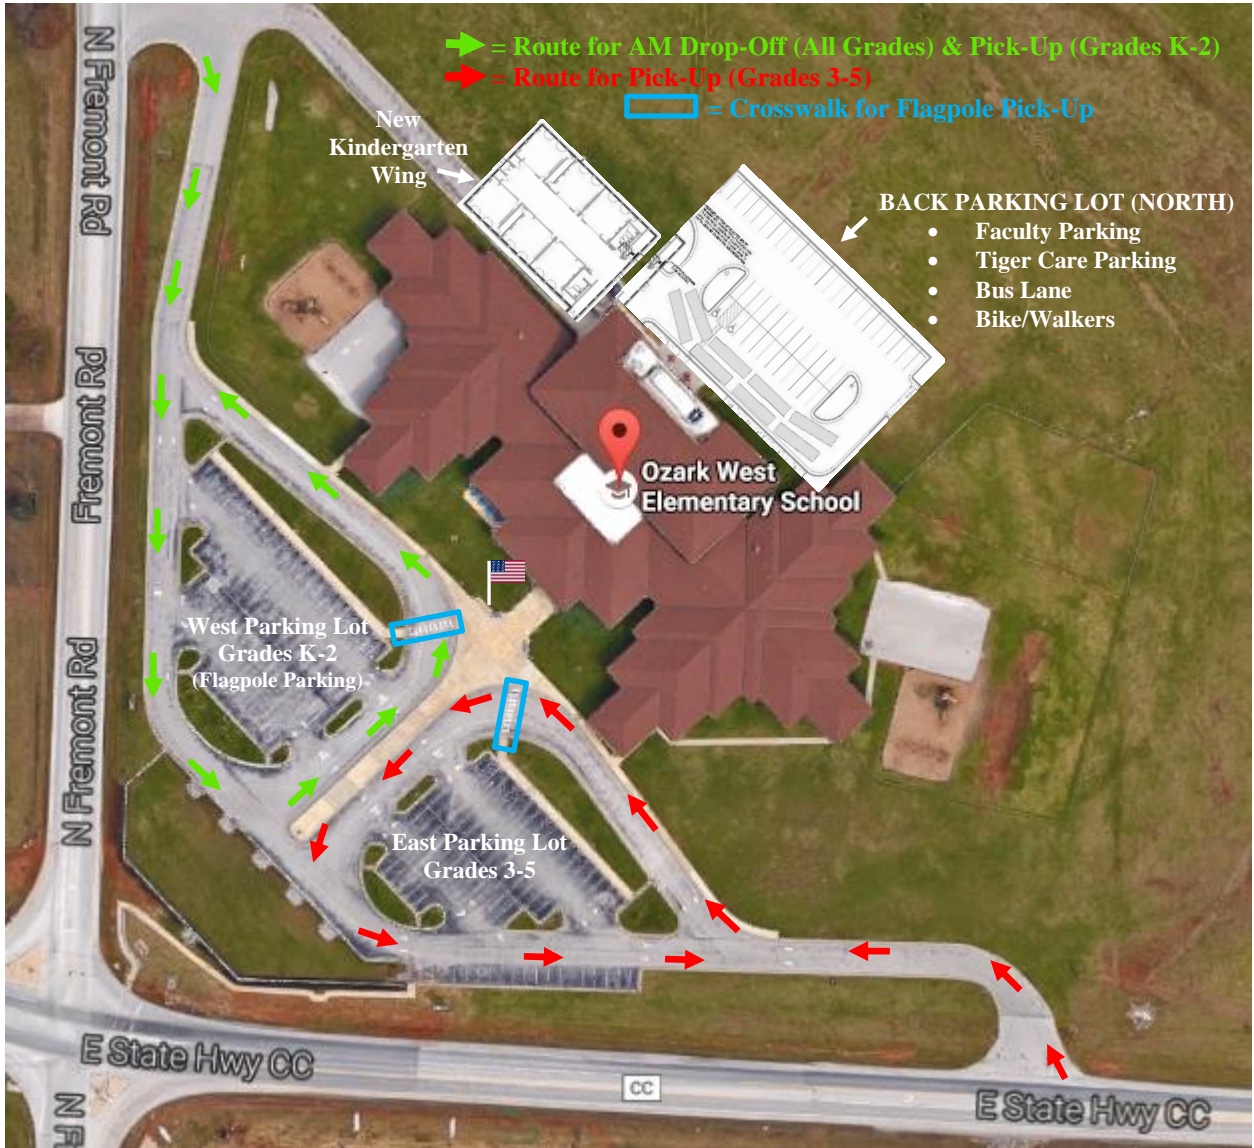 = Route for AM Drop-Off (All Grades) & Pick-Up (Grades K-2)
= Route for Pick-Up (Grades 3-5)
= Crosswalk for Flagpole Pick-Up
New
Kindergarten
Wing
BACK PARKING LOT (NORTH)
• Faculty Parking
• Tiger Care Parking
• Bus Lane
• Bike/Walkers
N Fremont Rd
Fremont Rd
N Fremont Rd
Ozark West
Elementary School
West Parking Lot
Grades K-2
(Flagpole Parking)
East Parking Lot
Grades 3-5
E State Hwy CC
CC
E State Hwy CC